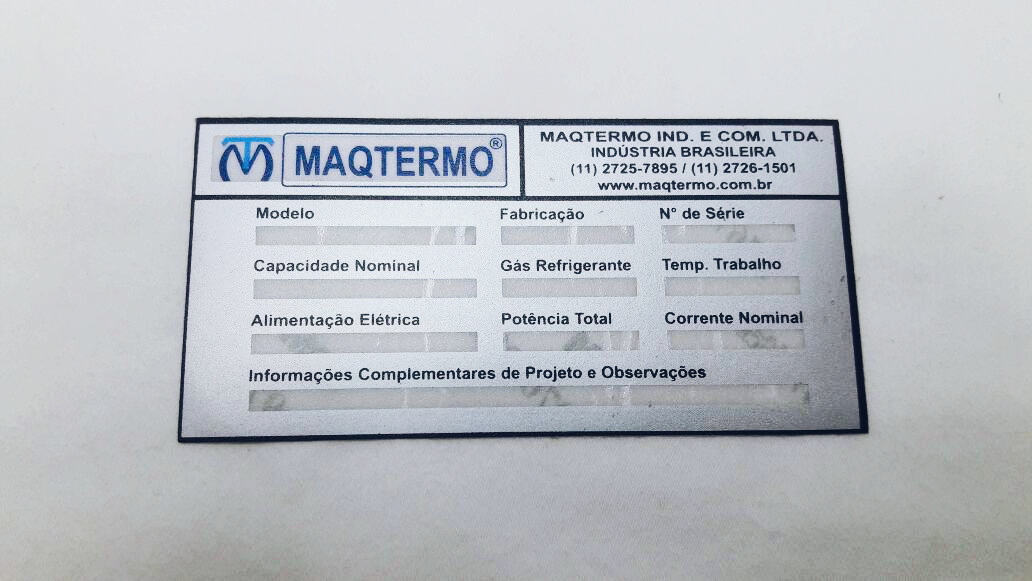 TM MAQTERMO®
MAQTERMO IND. E COM. LTDA.
INDÚSTRIA BRASILEIRA
(11) 2725-7895 / (11) 2726-1501
www.maqtermo.com.br
Modelo Fabricação N° de Série
Capacidade Nominal Gás Refrigerante Temp. Trabalho
Alimentação Elétrica Potência Total Corrente Nominal
Informações Complementares de Projeto e Observações